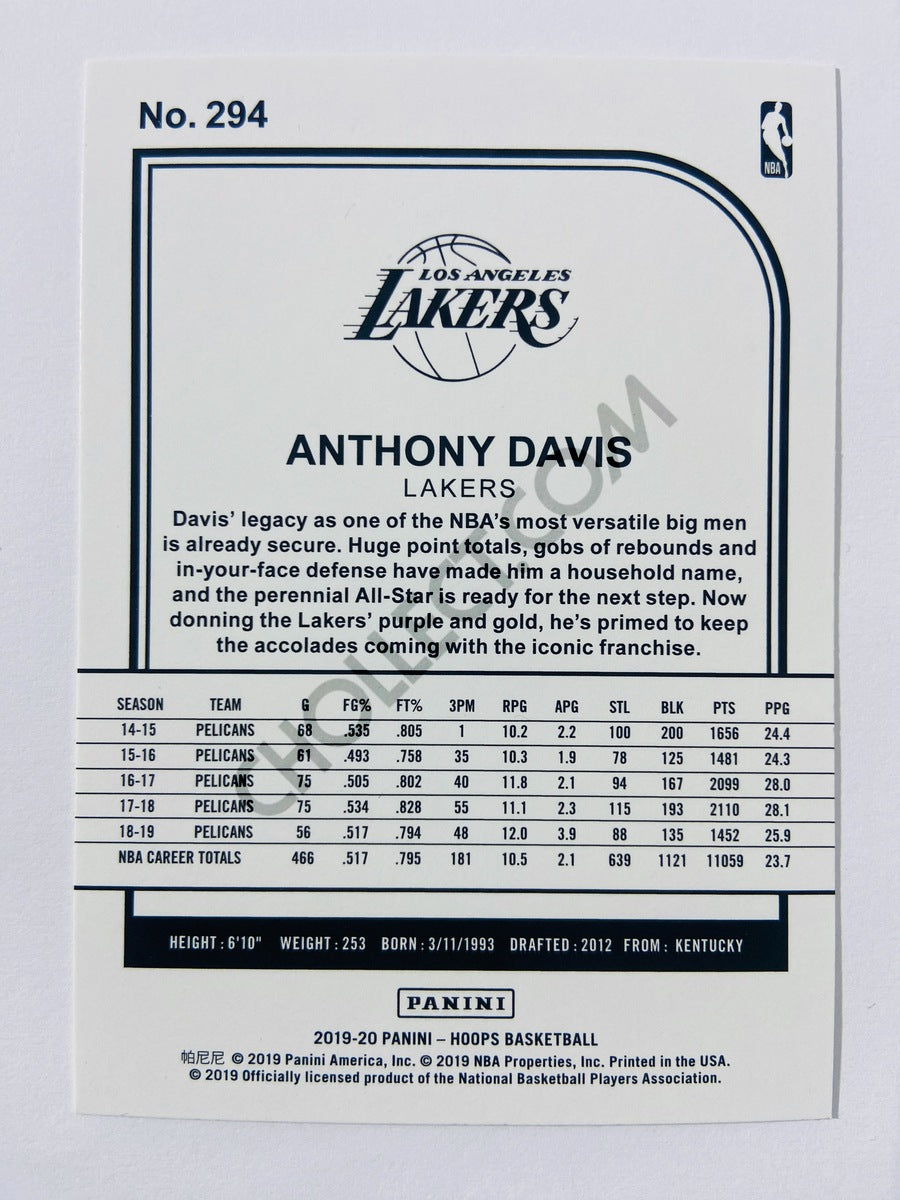 No. 294
NBA
LOS ANGELES
LAKERS
ANTHONY DAVIS
LAKERS
Davis' legacy as one of the NBA's most versatile big men
is already secure. Huge point totals, gobs of rebounds and
in-your-face defense have made him a household name,
and the perennial All-Star is ready for the next step. Now
donning the Lakers' purple and gold, he's primed to keep
the accolades coming with the iconic franchise.
CHOLLECT.COM
SEASON TEAM G FG% FT% 3PM RPG APG STL BLK PTS PPG
14-15 PELICANS 68 .535 .805 1 10.2 2.2 100 200 1656 24.4
15-16 PELICANS 61 .493 .758 35 10.3 1.9 78 125 1481 24.3
16-17 PELICANS 75 .505 .802 40 11.8 2.1 94 167 2099 28.0
17-18 PELICANS 75 .534 .828 55 11.1 2.3 115 193 2110 28.1
18-19 PELICANS 56 .517 .794 48 12.0 3.9 88 135 1452 25.9
NBA CAREER TOTALS 466 .517 .795 181 10.5 2.1 639 1121 11059 23.7
HEIGHT: 6'10" WEIGHT: 253 BORN: 3/11/1993 DRAFTED: 2012 FROM: KENTUCKY
PANINI
2019-20 PANINI – HOOPS BASKETBALL
帕尼尼 © 2019 Panini America, Inc. © 2019 NBA Properties, Inc. Printed in the USA.
© 2019 Officially licensed product of the National Basketball Players Association.